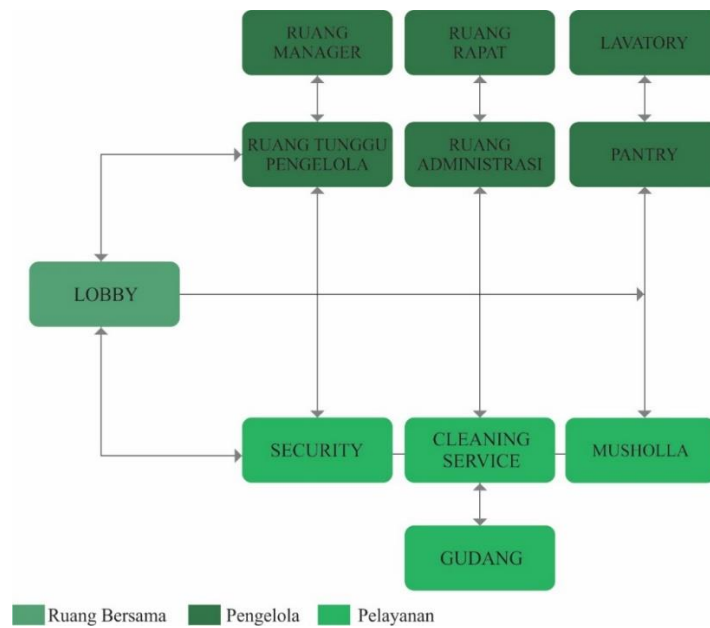 RUANG
MANAGER
RUANG
RAPAT
LAVATORY
RUANG TUNGGU
PENGELOLA
RUANG
ADMINISTRASI
PANTRY
LOBBY
SECURITY
CLEANING
SERVICE
MUSHOLLA
GUDANG
Ruang Bersama
Pengelola
Pelayanan